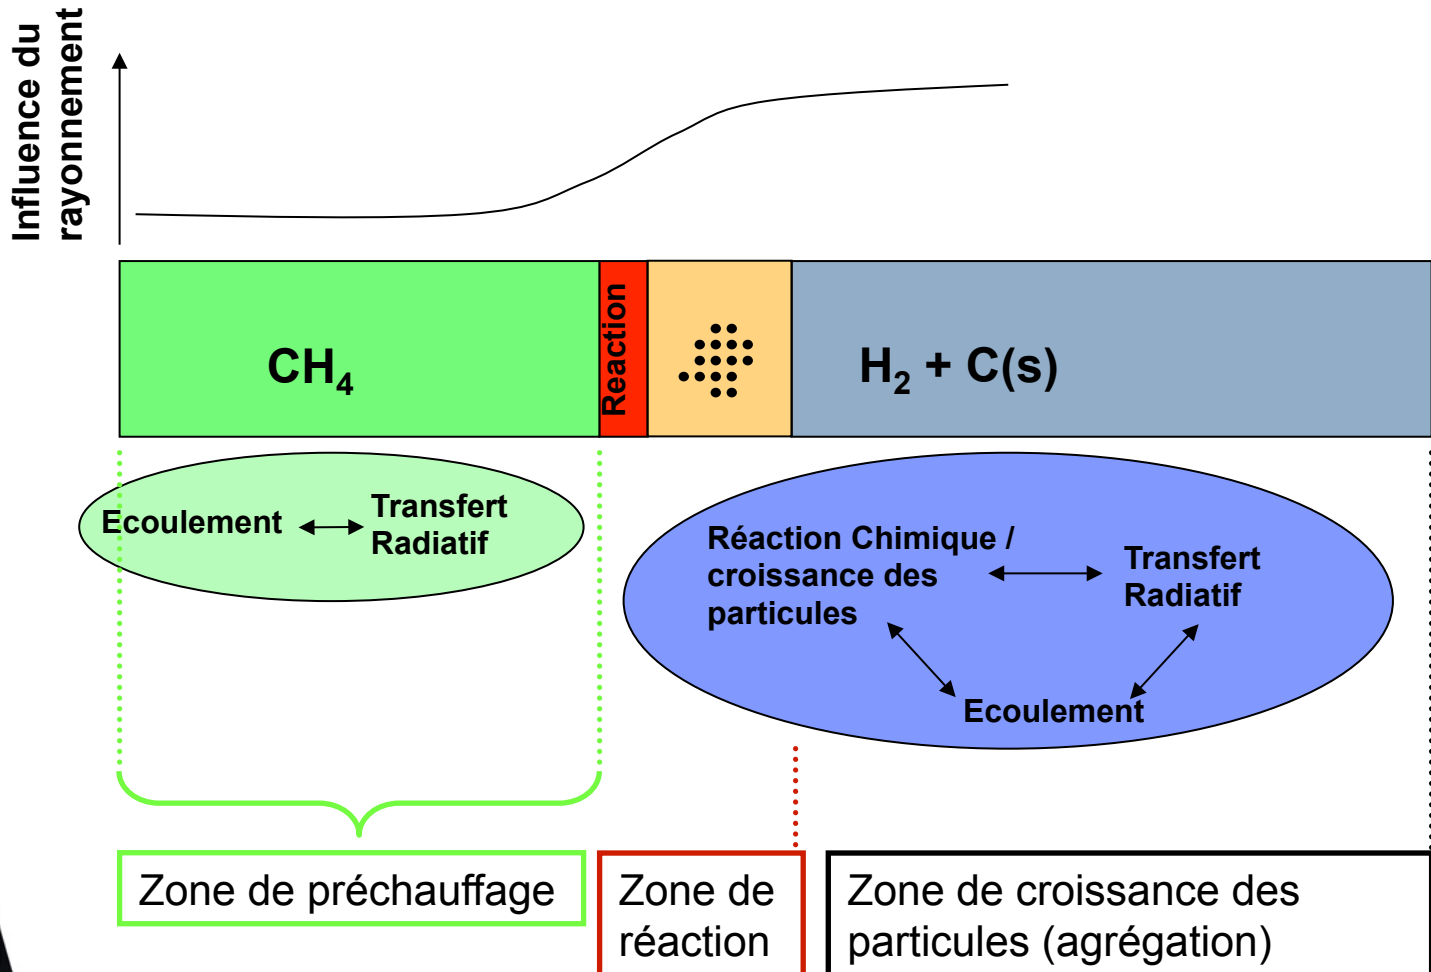 Influence du
rayonnement
CH₄
Reaction
H₂ + C(s)
Ecoulement
Transfert
Radiatif
Réaction Chimique /
croissance des
particules
Transfert
Radiatif
Ecoulement
Zone de préchauffage
Zone de
réaction
Zone de croissance des
particules (agrégation)